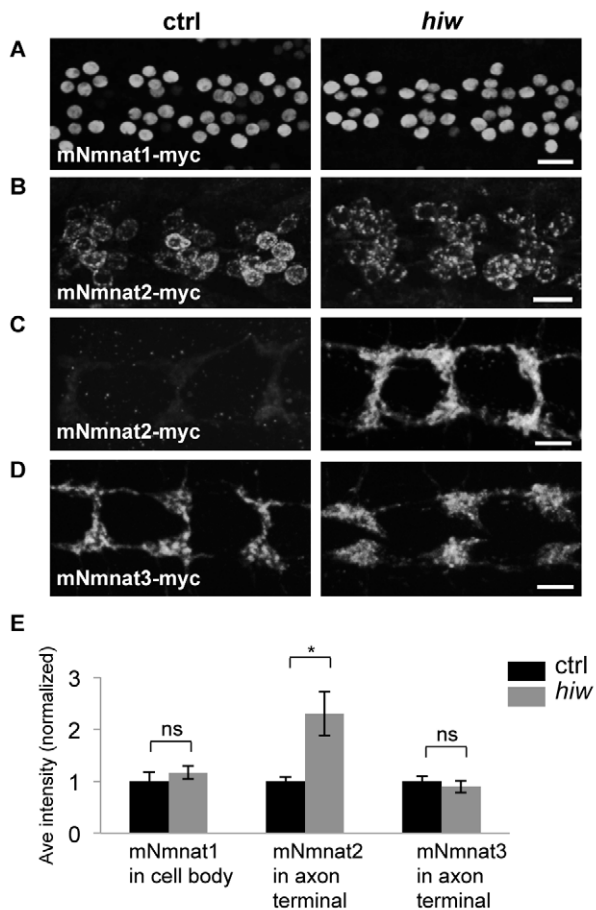 ctrl
hiw
A
mNmnat1-myc
B
mNmnat2-myc
C
mNmnat2-myc
D
mNmnat3-myc
E
Ave intensity (normalized)
3
2
1
0
ns
*
ns
ctrl
hiw
mNmnat1
in cell body
mNmnat2
in axon
terminal
mNmnat3
in axon
terminal